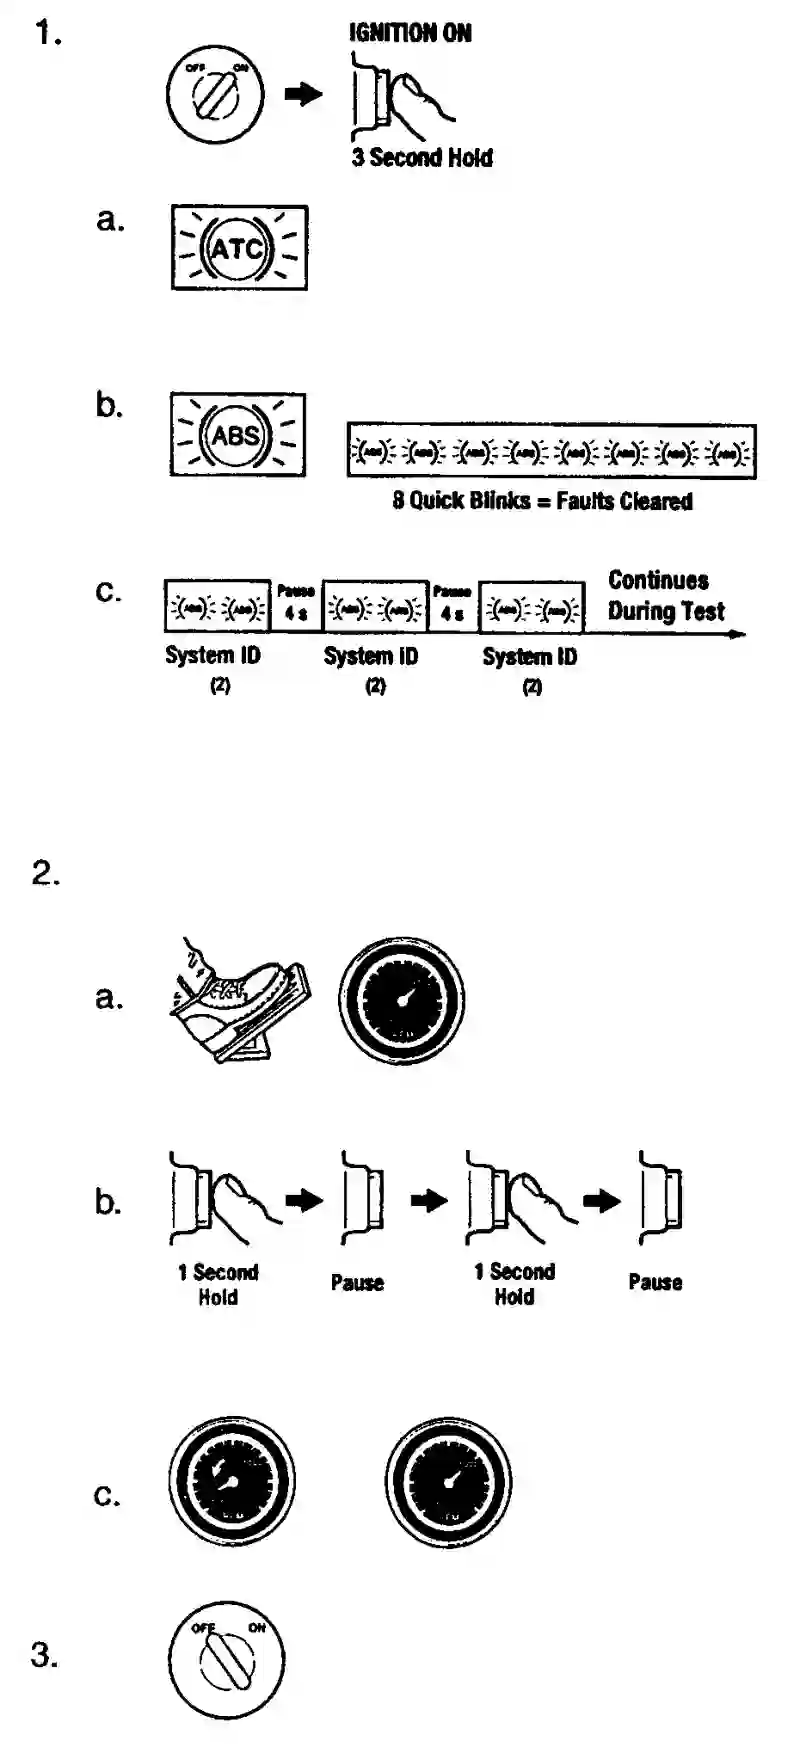 1.
IGNITION ON
OFF ON
3 Second Hold
a.
ATC
b.
ABS
ABS ABS ABS ABS ABS ABS ABS ABS
8 Quick Blinks = Faults Cleared
c.
ABS ABS Pause 4 s ABS ABS Pause 4 s ABS ABS
Continues
During Test
System ID System ID System ID
(2) (2) (2)
2.
a.
b.
1 Second
Hold
Pause
1 Second
Hold
Pause
c.
3.
OFF ON